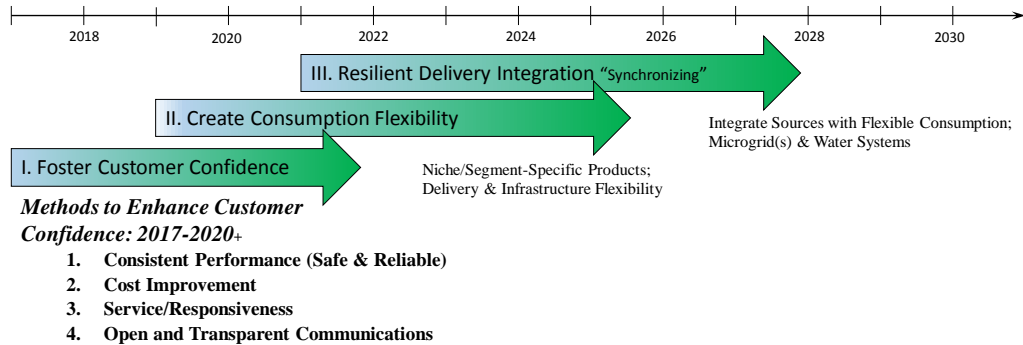 2018 2020 2022 2024 2026 2028 2030
III. Resilient Delivery Integration “Synchronizing”
II. Create Consumption Flexibility
Integrate Sources with Flexible Consumption;
Microgrid(s) & Water Systems
I. Foster Customer Confidence
Niche/Segment-Specific Products;
Delivery & Infrastructure Flexibility
Methods to Enhance Customer
Confidence: 2017-2020+
1. Consistent Performance (Safe & Reliable)
2. Cost Improvement
3. Service/Responsiveness
4. Open and Transparent Communications